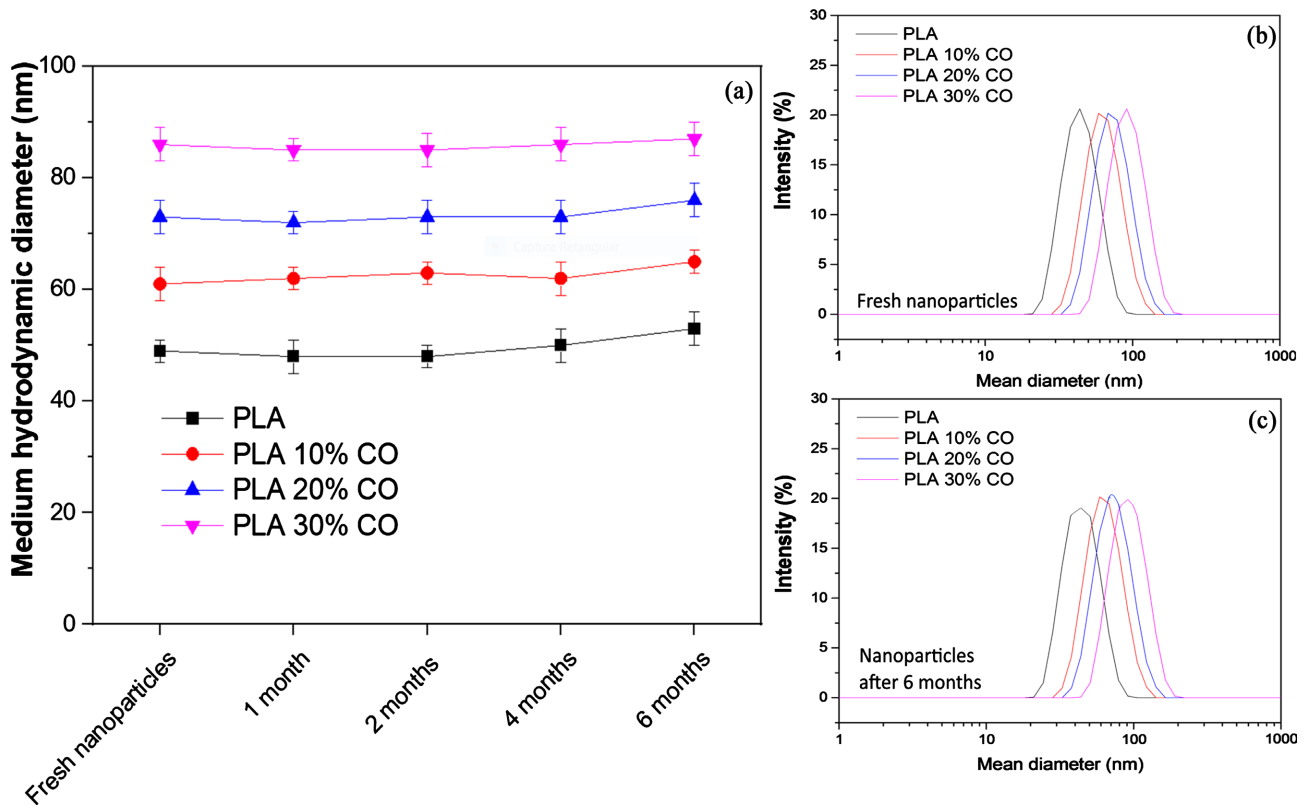 Medium hydrodynamic diameter (nm)
100
80
60
40
20
0
(a)
PLA
PLA 10% CO
PLA 20% CO
PLA 30% CO
Fresh nanoparticles
1 month
2 months
4 months
6 months
(b)
PLA
PLA 10% CO
PLA 20% CO
PLA 30% CO
Intensity (%)
30
25
20
15
10
5
0
Fresh nanoparticles
1 10 100 1000
Mean diameter (nm)
(c)
PLA
PLA 10% CO
PLA 20% CO
PLA 30% CO
Intensity (%)
30
25
20
15
10
5
0
Nanoparticles
after 6 months
1 10 100 1000
Mean diameter (nm)